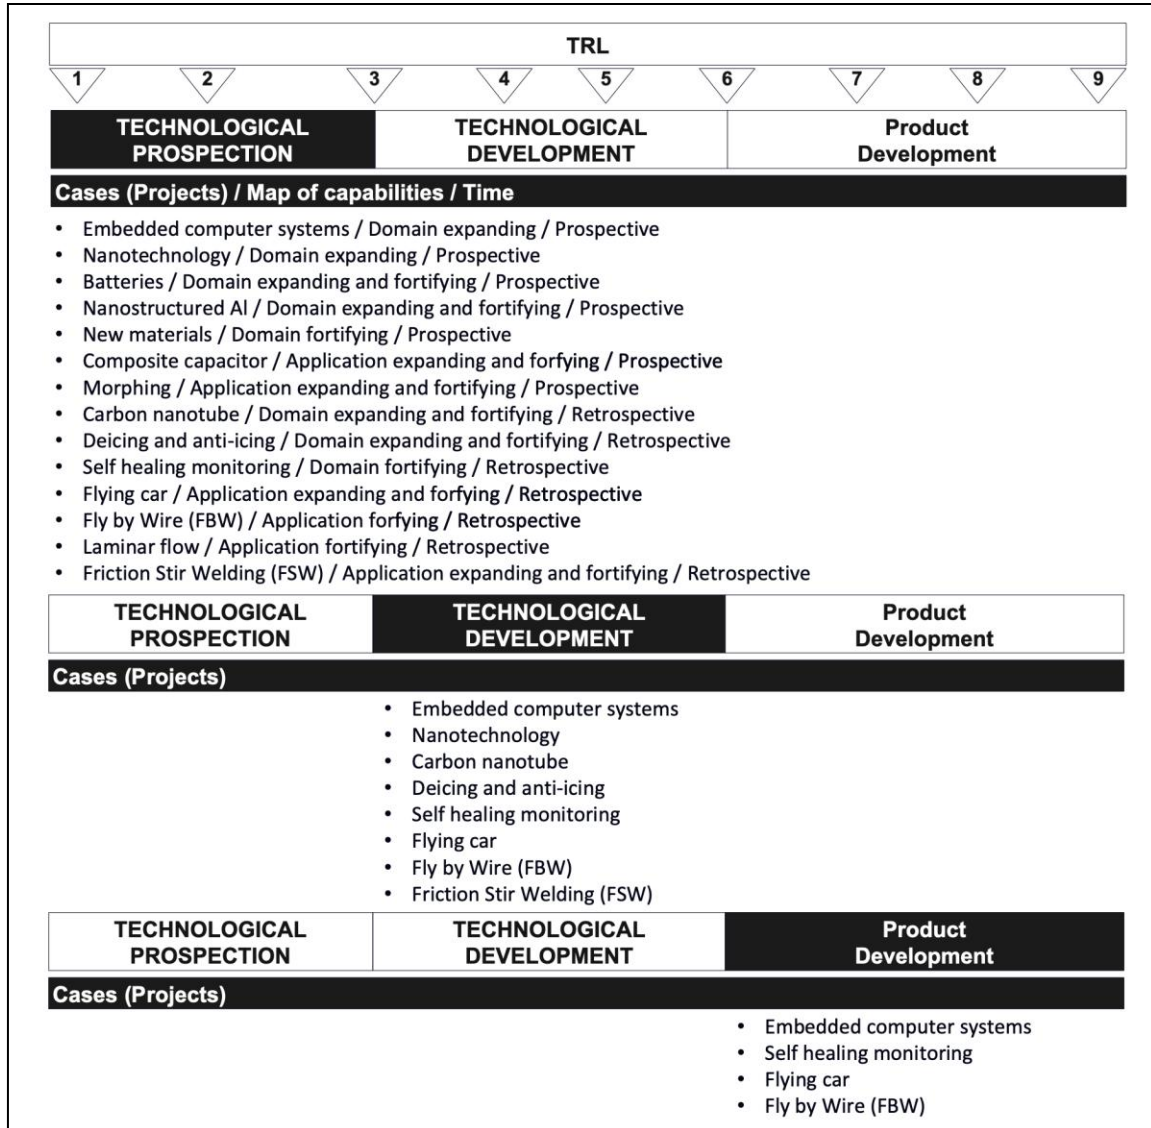 TRL
1 2 3 4 5 6 7 8 9
TECHNOLOGICAL TECHNOLOGICAL Product
PROSPECTION DEVELOPMENT Development
Cases (Projects) / Map of capabilities / Time
• Embedded computer systems / Domain expanding / Prospective
• Nanotechnology / Domain expanding / Prospective
• Batteries / Domain expanding and fortifying / Prospective
• Nanostructured Al / Domain expanding and fortifying / Prospective
• New materials / Domain fortifying / Prospective
• Composite capacitor / Application expanding and forfying / Prospective
• Morphing / Application expanding and fortifying / Prospective
• Carbon nanotube / Domain expanding and fortifying / Retrospective
• Deicing and anti-icing / Domain expanding and fortifying / Retrospective
• Self healing monitoring / Domain fortifying / Retrospective
• Flying car / Application expanding and forfying / Retrospective
• Fly by Wire (FBW) / Application forfying / Retrospective
• Laminar flow / Application fortifying / Retrospective
• Friction Stir Welding (FSW) / Application expanding and fortifying / Retrospective
TECHNOLOGICAL TECHNOLOGICAL Product
PROSPECTION DEVELOPMENT Development
Cases (Projects)
• Embedded computer systems
• Nanotechnology
• Carbon nanotube
• Deicing and anti-icing
• Self healing monitoring
• Flying car
• Fly by Wire (FBW)
• Friction Stir Welding (FSW)
TECHNOLOGICAL TECHNOLOGICAL Product
PROSPECTION DEVELOPMENT Development
Cases (Projects)
• Embedded computer systems
• Self healing monitoring
• Flying car
• Fly by Wire (FBW)